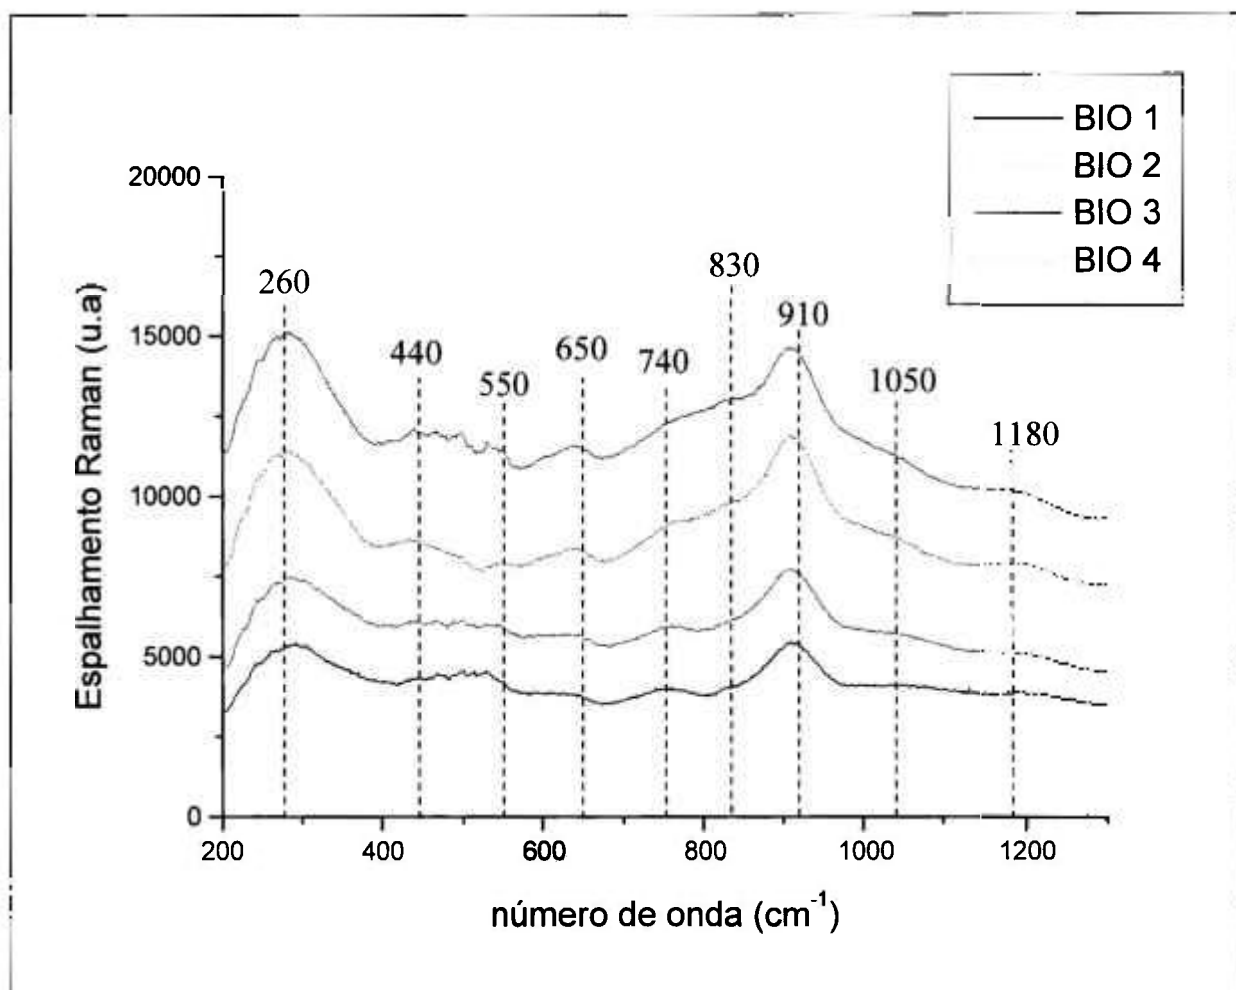 BIO 1
BIO 2
BIO 3
BIO 4
20000
15000
10000
5000
0
Espalhamento Raman (u.a)
260
440
550
650
740
830
910
1050
1180
200 400 600 800 1000 1200
número de onda (cm⁻¹)